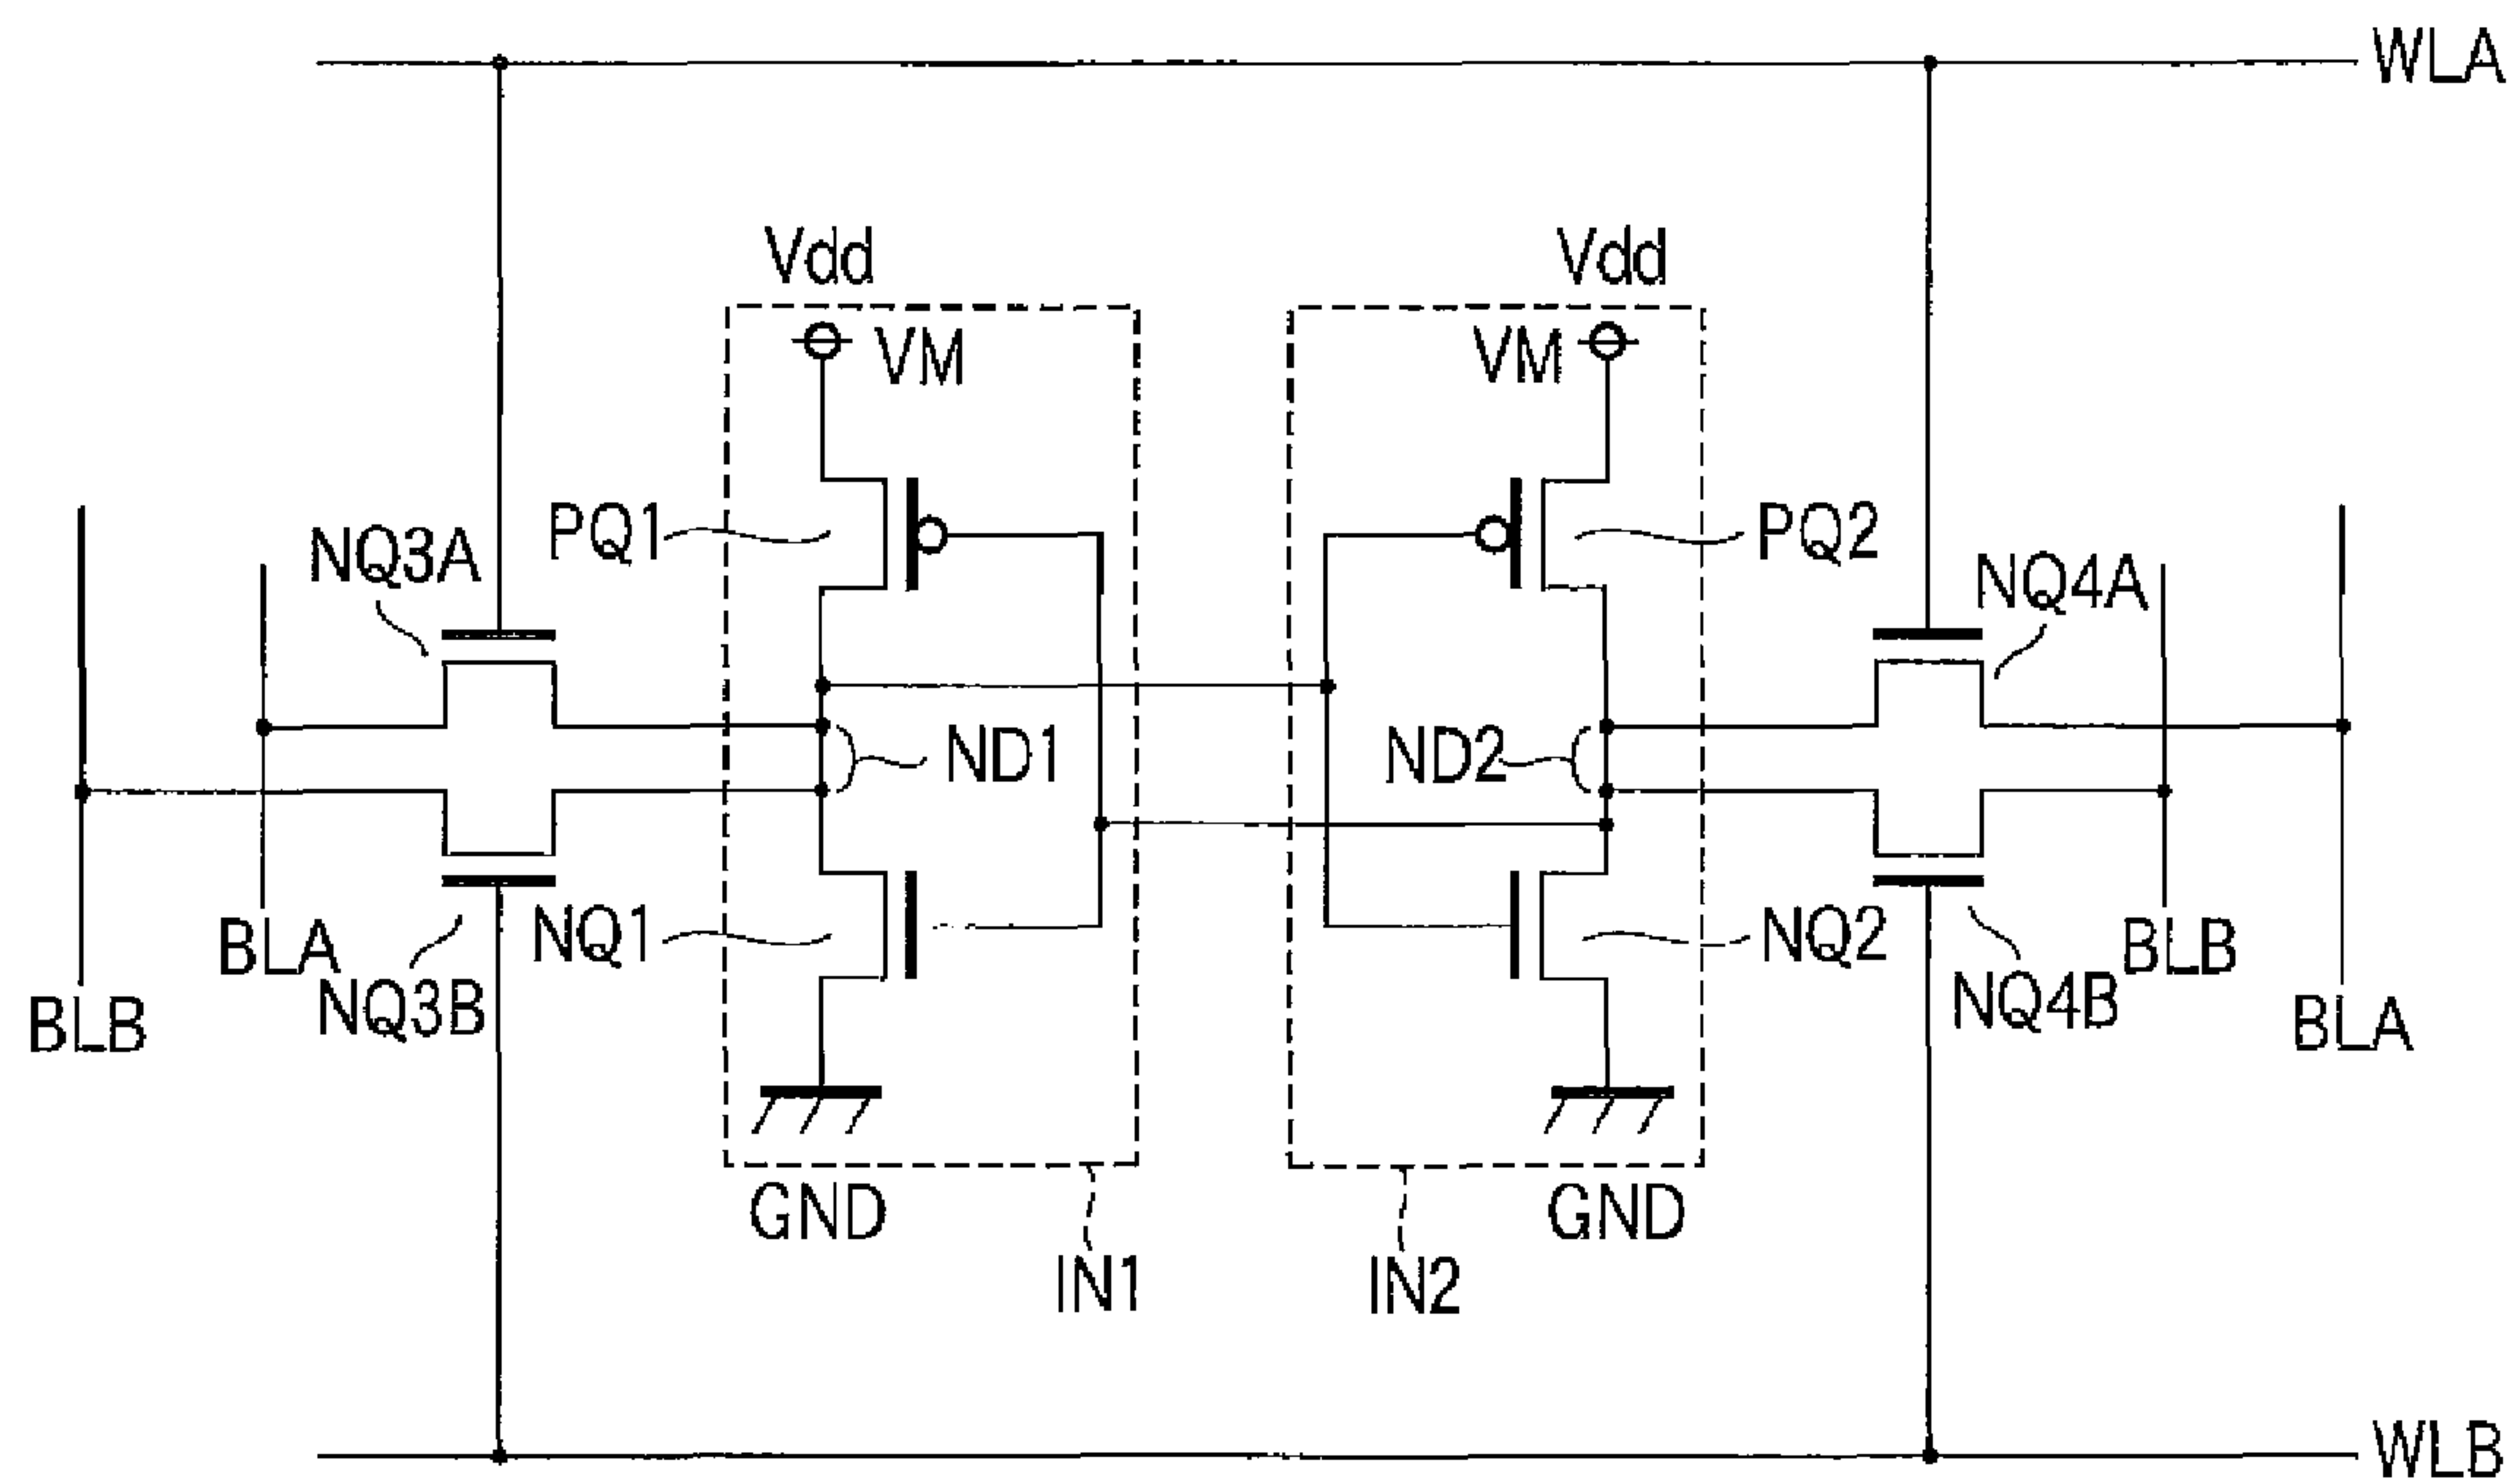 WLA
Vdd
Vdd
VM
VM
NQ3A
PQ1
PQ2
NQ4A
ND1
ND2
BLA
NQ1
NQ2
BLB
BLB
NQ3B
NQ4B
BLA
GND
GND
IN1
IN2
WLB